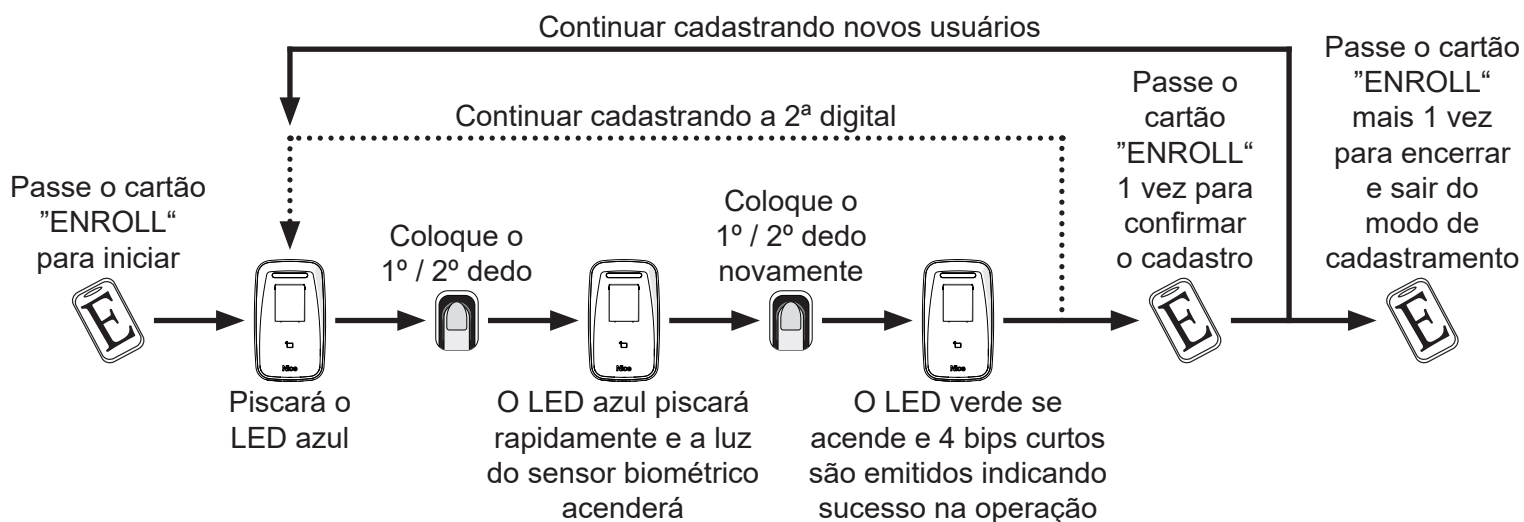 Continuar cadastrando novos usuários
Continuar cadastrando a 2ª digital
Passe o cartão
"ENROLL“
para iniciar
E
Piscará o
LED azul
Nice
Coloque o
1º / 2º dedo
O LED azul piscará
rapidamente e a luz
do sensor biométrico
acenderá
Nice
Coloque o
1º / 2º dedo
novamente
O LED verde se
acende e 4 bips curtos
são emitidos indicando
sucesso na operação
Nice
Passe o
cartão
"ENROLL“
1 vez para
confirmar
o cadastro
E
Passe o cartão
"ENROLL“
mais 1 vez
para encerrar
e sair do
modo de
cadastramento
E